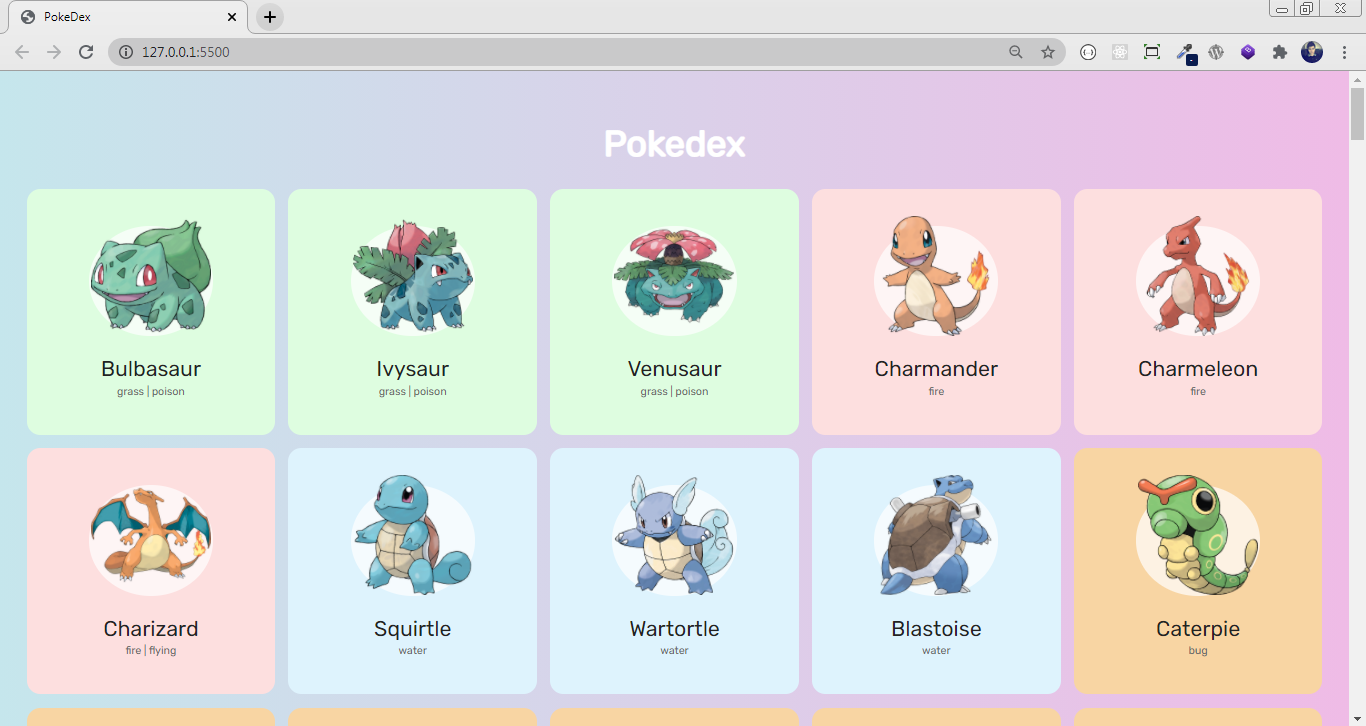 PokeDex
127.0.0.1:5500
Pokedex
Bulbasaur
grass | poison
Ivysaur
grass | poison
Venusaur
grass | poison
Charmander
fire
Charmeleon
fire
Charizard
fire | flying
Squirtle
water
Wartortle
water
Blastoise
water
Caterpie
bug